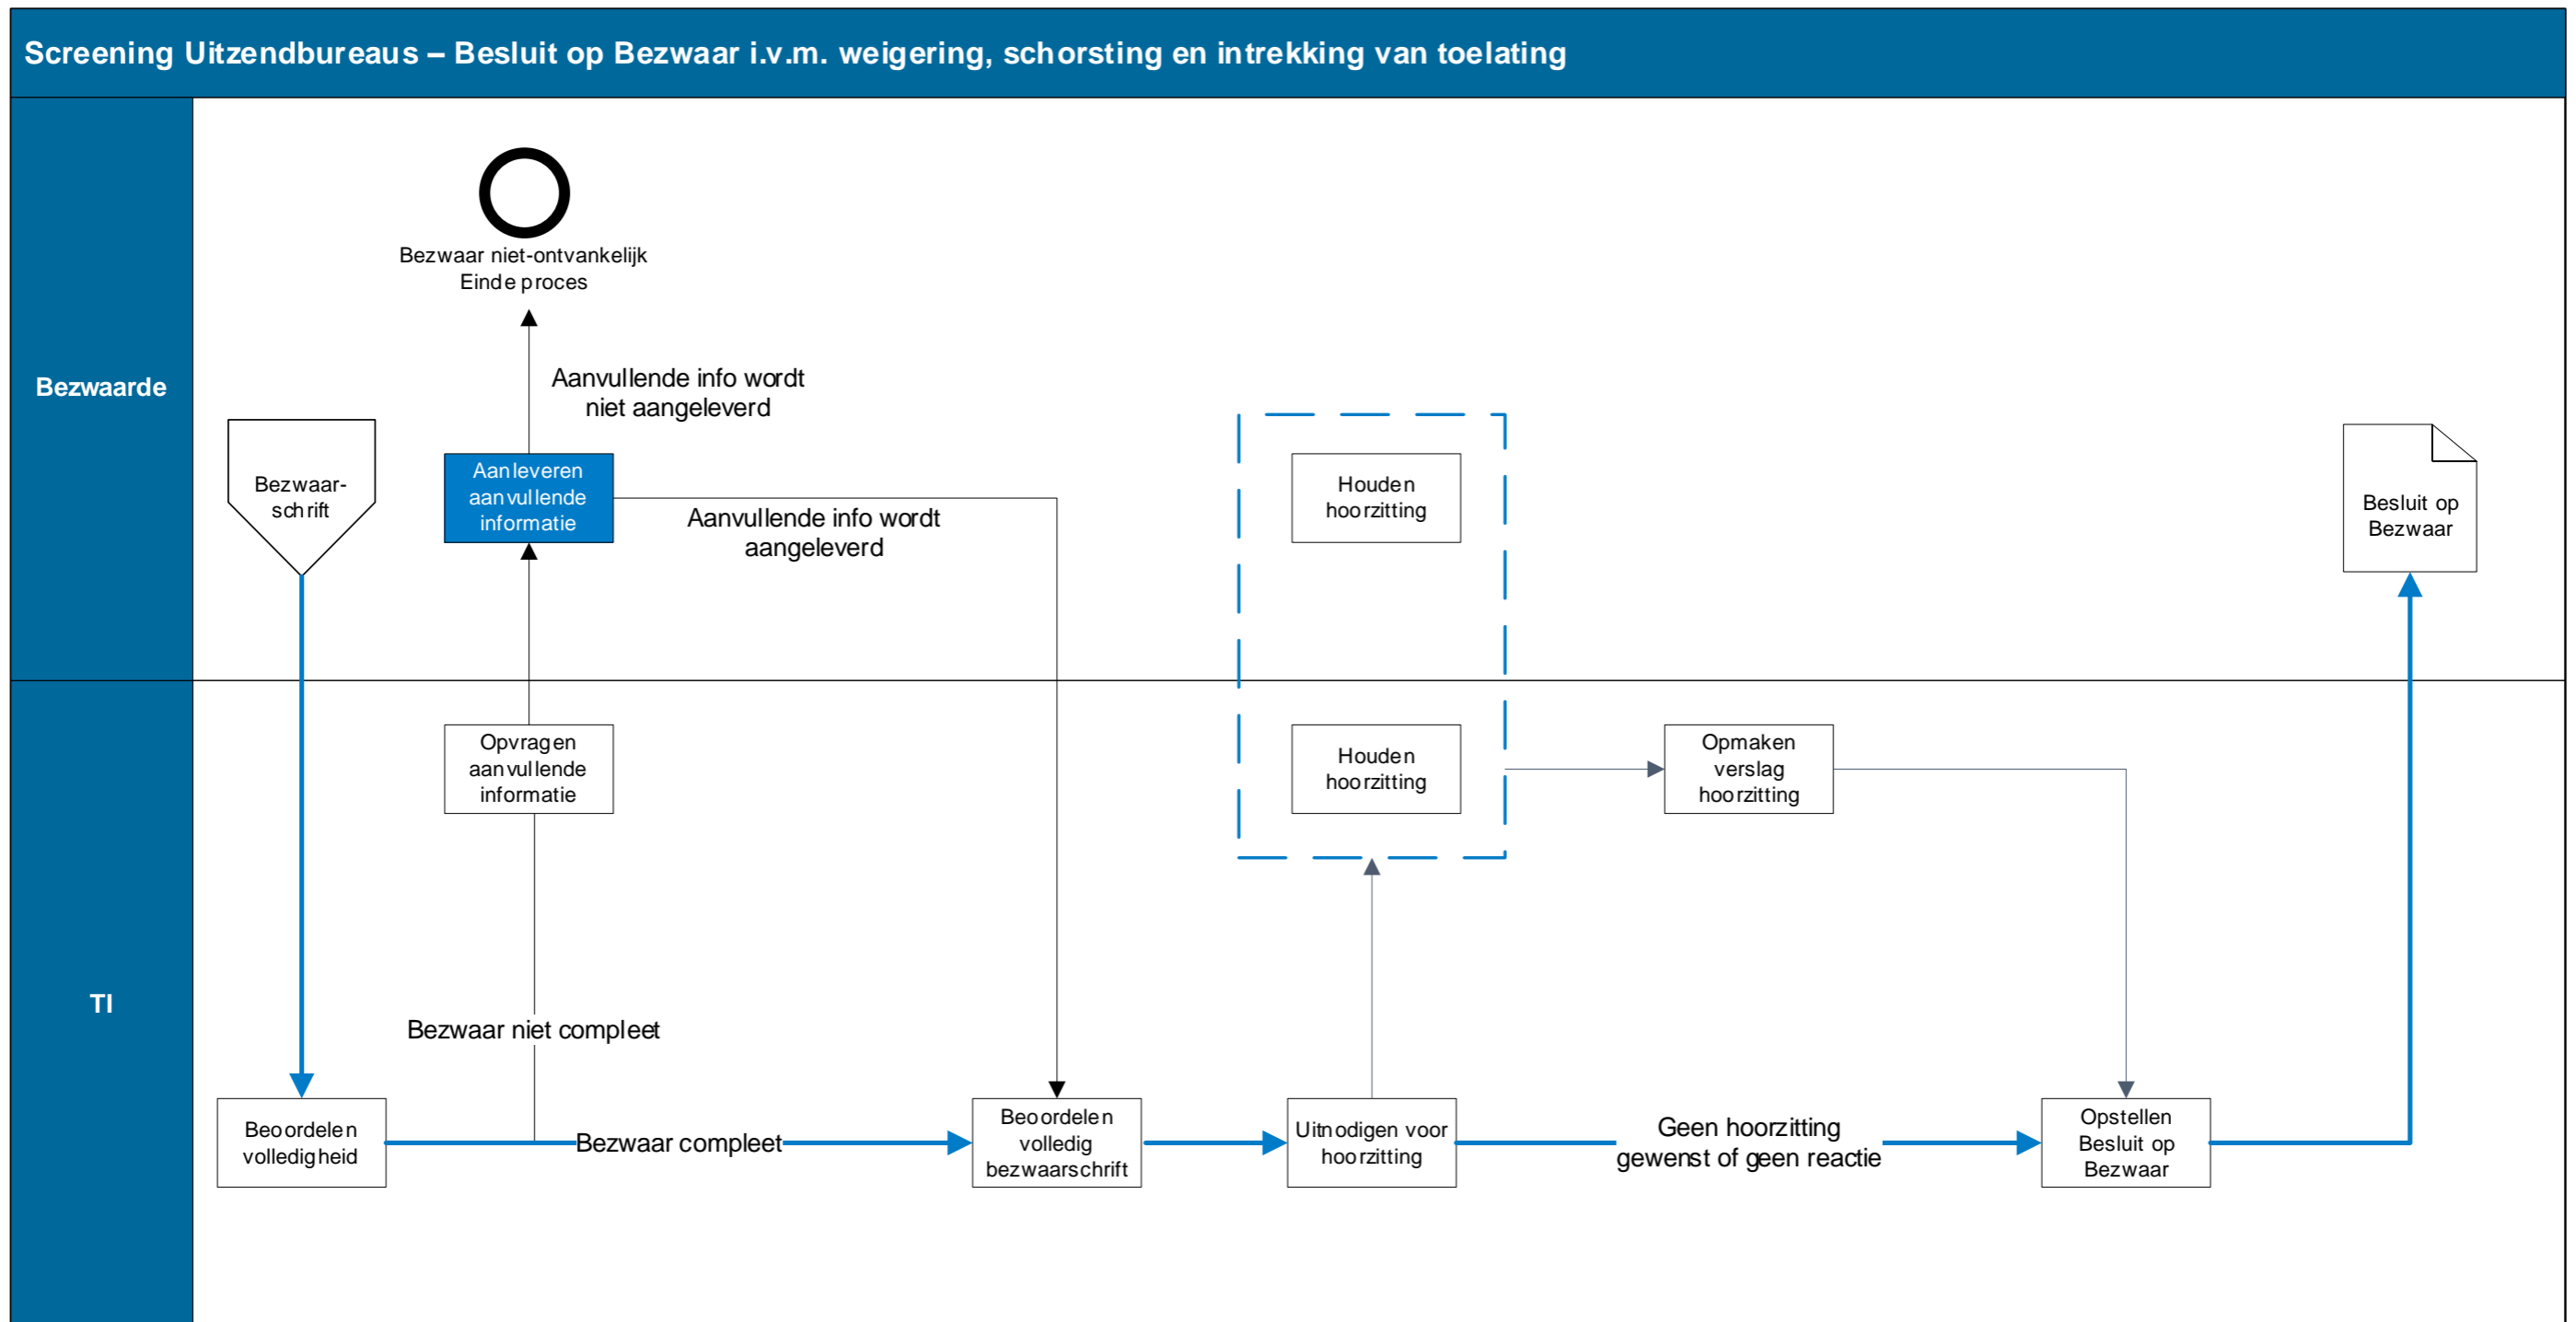 Screening Uitzendbureaus – Besluit op Bezwaar i.v.m. weigering, schorsting en intrekking van toelating
Bezwaarde
Bezwaar niet-ontvankelijk
Einde proces
Aanvullende info wordt
niet aangeleverd
Bezwaar-
schrift
Aanleveren
aanvullende
informatie
Aanvullende info wordt
aangeleverd
Houden
hoorzitting
Besluit op
Bezwaar
TI
Opvragen
aanvullende
informatie
Houden
hoorzitting
Opmaken
verslag
hoorzitting
Bezwaar niet compleet
Beoordelen
volledigheid
Bezwaar compleet
Beoordelen
volledig
bezwaarschrift
Uitnodigen voor
hoorzitting
Geen hoorzitting
gewenst of geen reactie
Opstellen
Besluit op
Bezwaar